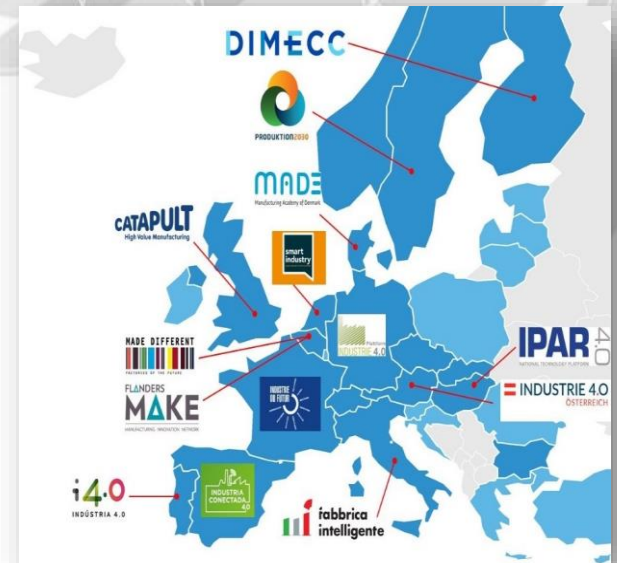 DIMECC
PRODUKTION2030
MADE
Manufacturing Academy of Denmark
CATAPULT
High Value Manufacturing
smart
industry
MADE DIFFERENT
FACTORIES OF THE FUTURE
Plattform
INDUSTRIE 4.0
IPAR 4.0
NATIONAL TECHNOLOGY PLATFORM
FLANDERS
MAKE
MANUFACTURING INNOVATION NETWORK
INDUSTRIE
DU FUTUR
INDUSTRIE 4.0
ÖSTERREICH
i4.0
INDÚSTRIA 4.0
INDUSTRIA
CONECTADA
4.0
fabbrica
intelligente